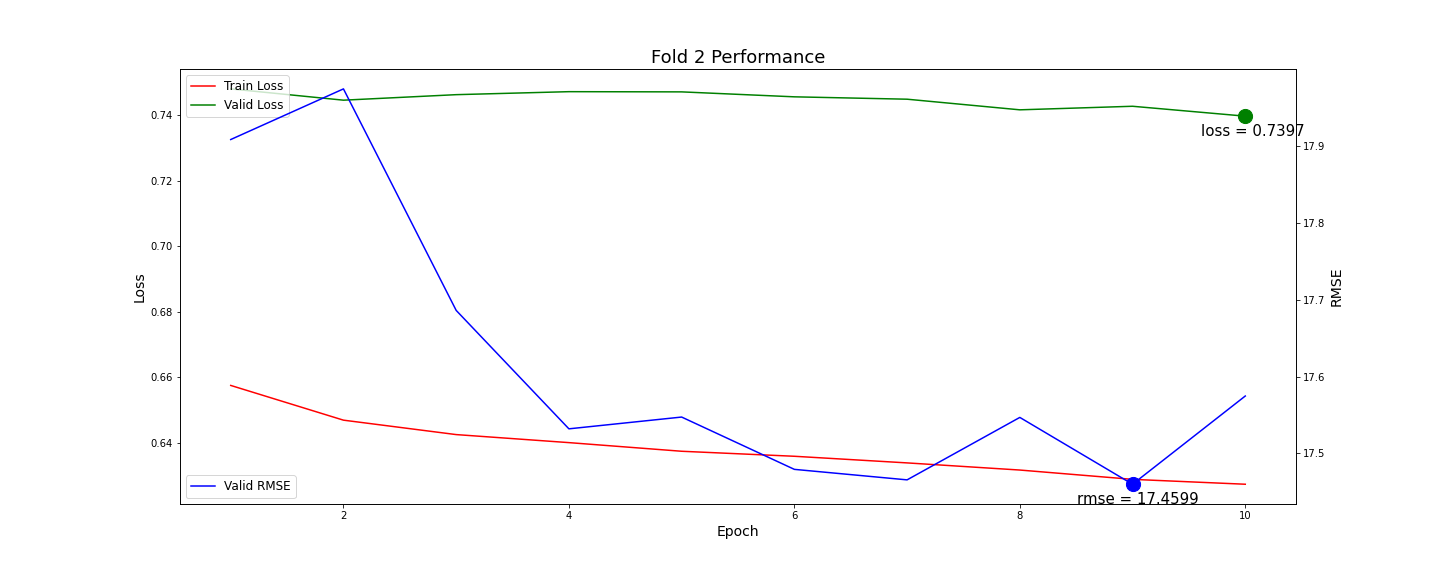 Fold 2 Performance
Train Loss
Valid Loss
0.74
0.72
0.70
0.68
0.66
0.64
Loss
loss = 0.7397
17.9
17.8
17.7
17.6
17.5
RMSE
Valid RMSE
rmse = 17.4599
2 4 6 8 10
Epoch